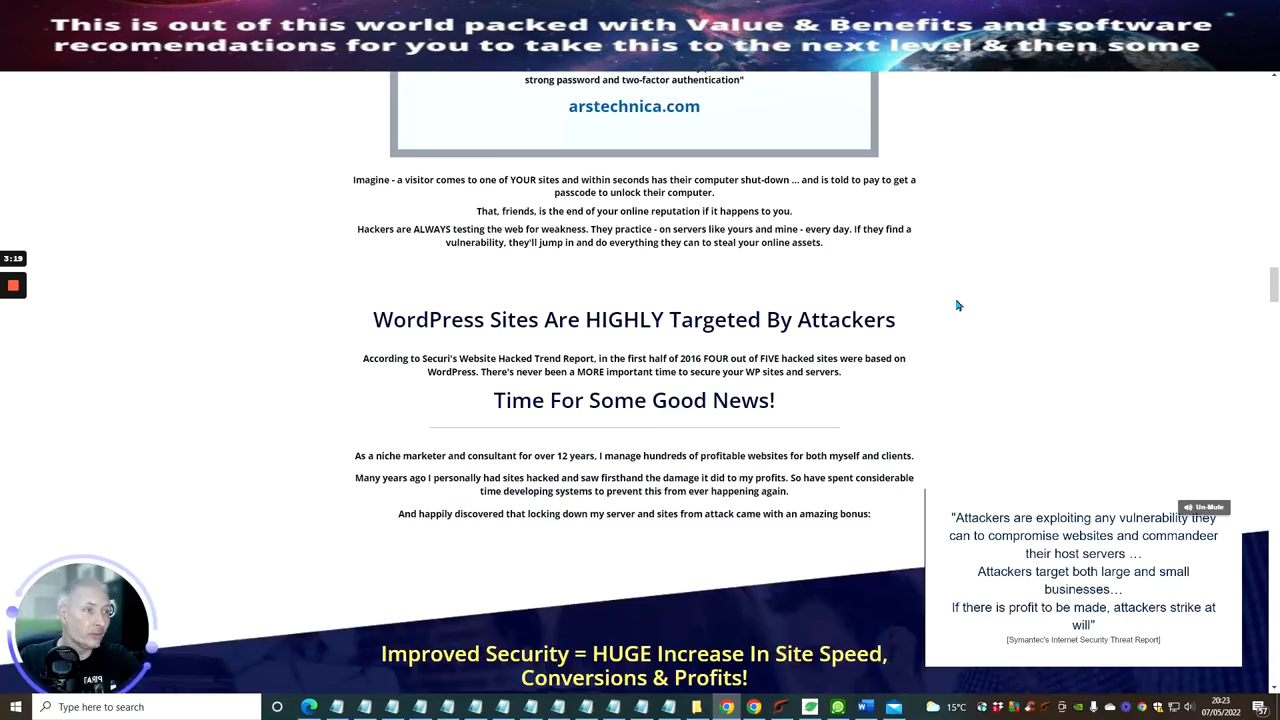 This is out of this world packed with Value & Benefits and software
recomendations for you to take this to the next level & then some
strong password and two-factor authentication"
arstechnica.com
Imagine - a visitor comes to one of YOUR sites and within seconds has their computer shut-down ... and is told to pay to get a
passcode to unlock their computer.
That, friends, is the end of your online reputation if it happens to you.
Hackers are ALWAYS testing the web for weakness. They practice - on servers like yours and mine - every day. If they find a
vulnerability, they'll jump in and do everything they can to steal your online assets.
3:19
WordPress Sites Are HIGHLY Targeted By Attackers
According to Securi's Website Hacked Trend Report, in the first half of 2016 FOUR out of FIVE hacked sites were based on
WordPress. There's never been a MORE important time to secure your WP sites and servers.
Time For Some Good News!
As a niche marketer and consultant for over 12 years, I manage hundreds of profitable websites for both myself and clients.
Many years ago I personally had sites hacked and saw firsthand the damage it did to my profits. So have spent considerable
time developing systems to prevent this from ever happening again.
And happily discovered that locking down my server and sites from attack came with an amazing bonus:
Un-Mute
"Attackers are exploiting any vulnerability they
can to compromise websites and commandeer
their host servers …
Attackers target both large and small
businesses…
If there is profit to be made, attackers strike at
will"
[Symantec's Internet Security Threat Report]
Improved Security = HUGE Increase In Site Speed,
Conversions & Profits!
Type here to search
15°C
20:23
07/05/2022